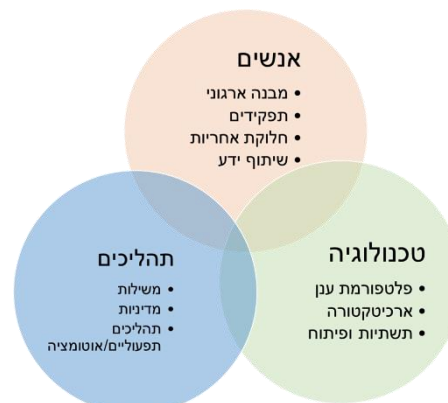 אנשים
• מבנה ארגוני
• תפקידים
• חלוקת אחריות
• שיתוף ידע
טכנולוגיה
• פלטפורמת ענן
• ארכיטקטורה
• תשתיות ופיתוח
תהליכים
• משילות
• מדיניות
• תהליכים
תפעוליים/אוטומציה